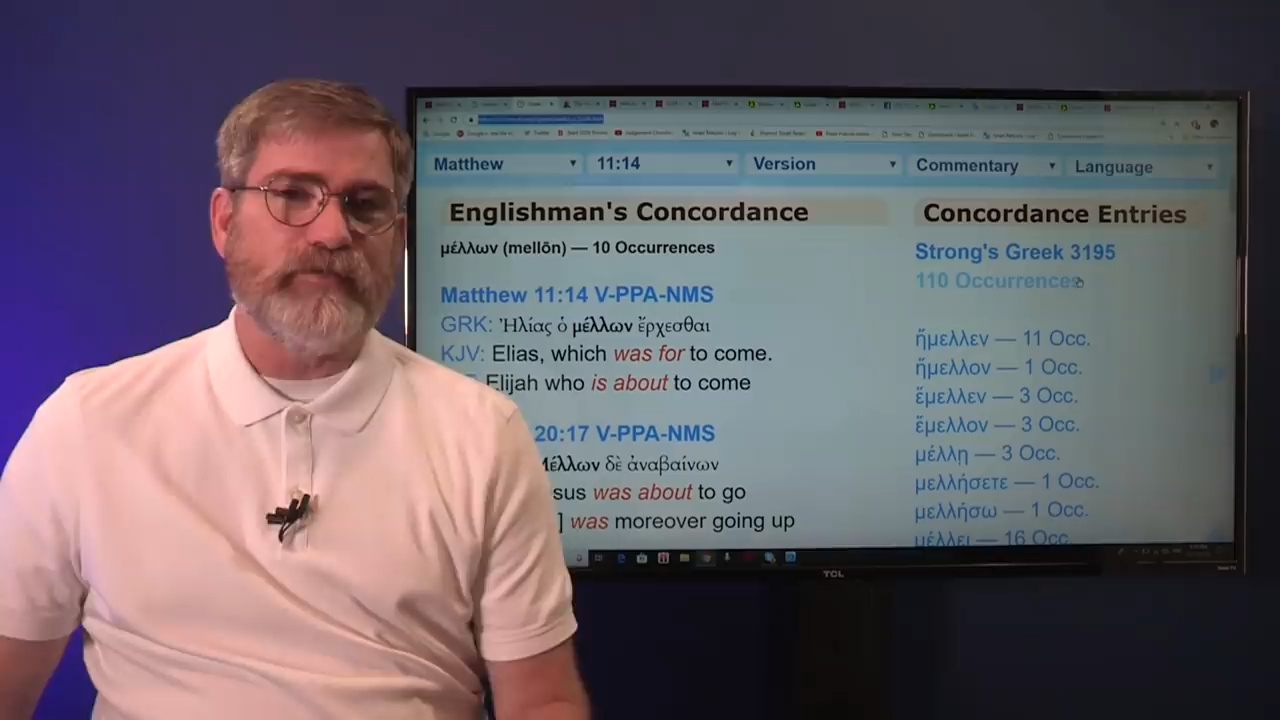 Matthew 11:14 Version Commentary Language
Englishman's Concordance
μέλλων (mellōn) — 10 Occurrences
Matthew 11:14 V-PPA-NMS
GRK: Ἠλίας ὁ μέλλων ἔρχεσθαι
KJV: Elias, which was for to come.
Elijah who is about to come
20:17 V-PPA-NMS
Μέλλων δὲ ἀναβαίνων
was about to go
] was moreover going up
Concordance Entries
Strong's Greek 3195
110 Occurrences
ἤμελλεν — 11 Occ.
ἤμελλον — 1 Occ.
ἔμελλεν — 3 Occ.
ἔμελλον — 3 Occ.
μέλλῃ — 3 Occ.
μελλήσετε — 1 Occ.
μελλήσω — 1 Occ.
μέλλει — 16 Occ.
TCL